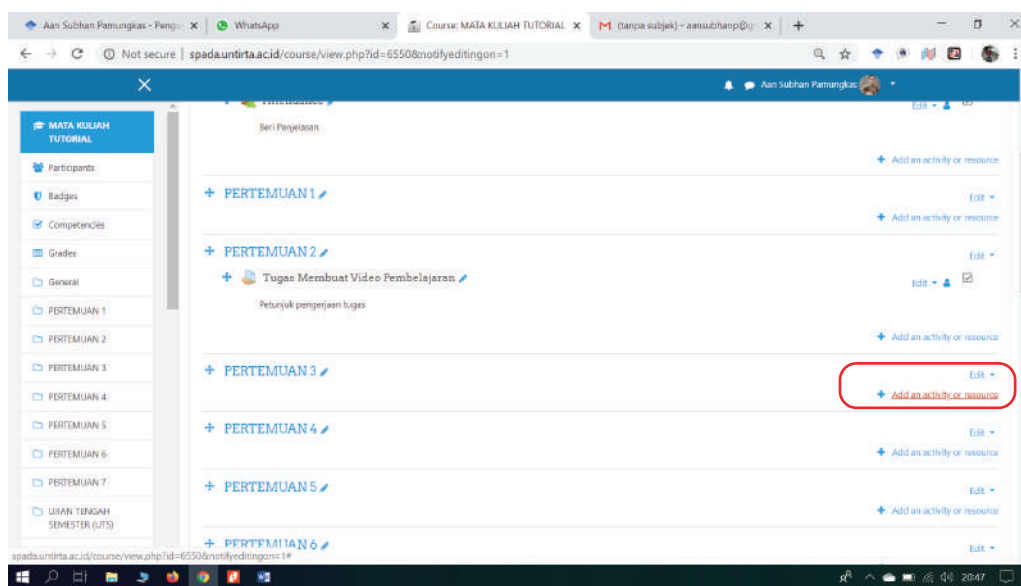 Aan Subhan Pamungkas - Peng
WhatsApp
Course: MATA KULIAH TUTORIAL
(tanpa subjek) - aansubhanp@g
Not secure | spada.untirta.ac.id/course/view.php?id=6550&notifyeditingon=1
Aan Subhan Pamungkas
MATA KULIAH TUTORIAL
Participants
Badges
Competencies
Grades
General
PERTEMUAN 1
PERTEMUAN 2
PERTEMUAN 3
PERTEMUAN 4
PERTEMUAN 5
PERTEMUAN 6
PERTEMUAN 7
UJIAN TENGAH SEMESTER (UTS)
Attendance
Edit
Beri Penjelasan
+ Add an activity or resource
PERTEMUAN 1
Edit
+ Add an activity or resource
PERTEMUAN 2
Edit
Tugas Membuat Video Pembelajaran
Edit
Petunjuk pengerjaan tugas
+ Add an activity or resource
PERTEMUAN 3
Edit
+ Add an activity or resource
PERTEMUAN 4
Edit
+ Add an activity or resource
PERTEMUAN 5
Edit
+ Add an activity or resource
PERTEMUAN 6
Edit
spada.untirta.ac.id/course/view.php?id=6550&notifyeditingon=1#
20:47